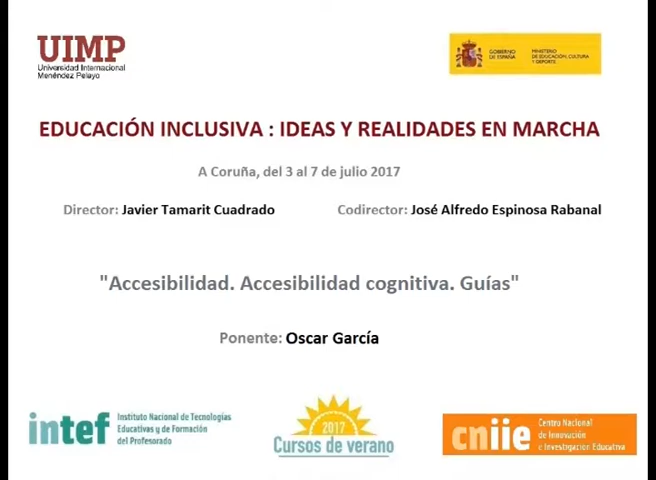 UIMP
Universidad Internacional
Menéndez Pelayo
GOBIERNO
DE ESPAÑA
MINISTERIO
DE EDUCACIÓN, CULTURA
Y DEPORTE
EDUCACIÓN INCLUSIVA : IDEAS Y REALIDADES EN MARCHA
A Coruña, del 3 al 7 de julio 2017
Director: Javier Tamarit Cuadrado
Codirector: José Alfredo Espinosa Rabanal
"Accesibilidad. Accesibilidad cognitiva. Guías"
Ponente: Oscar García
intef
Instituto Nacional de Tecnologías
Educativas y de Formación
del Profesorado
2017
Cursos de verano
cniie
Centro Nacional
de Innovación
e Investigación Educativa